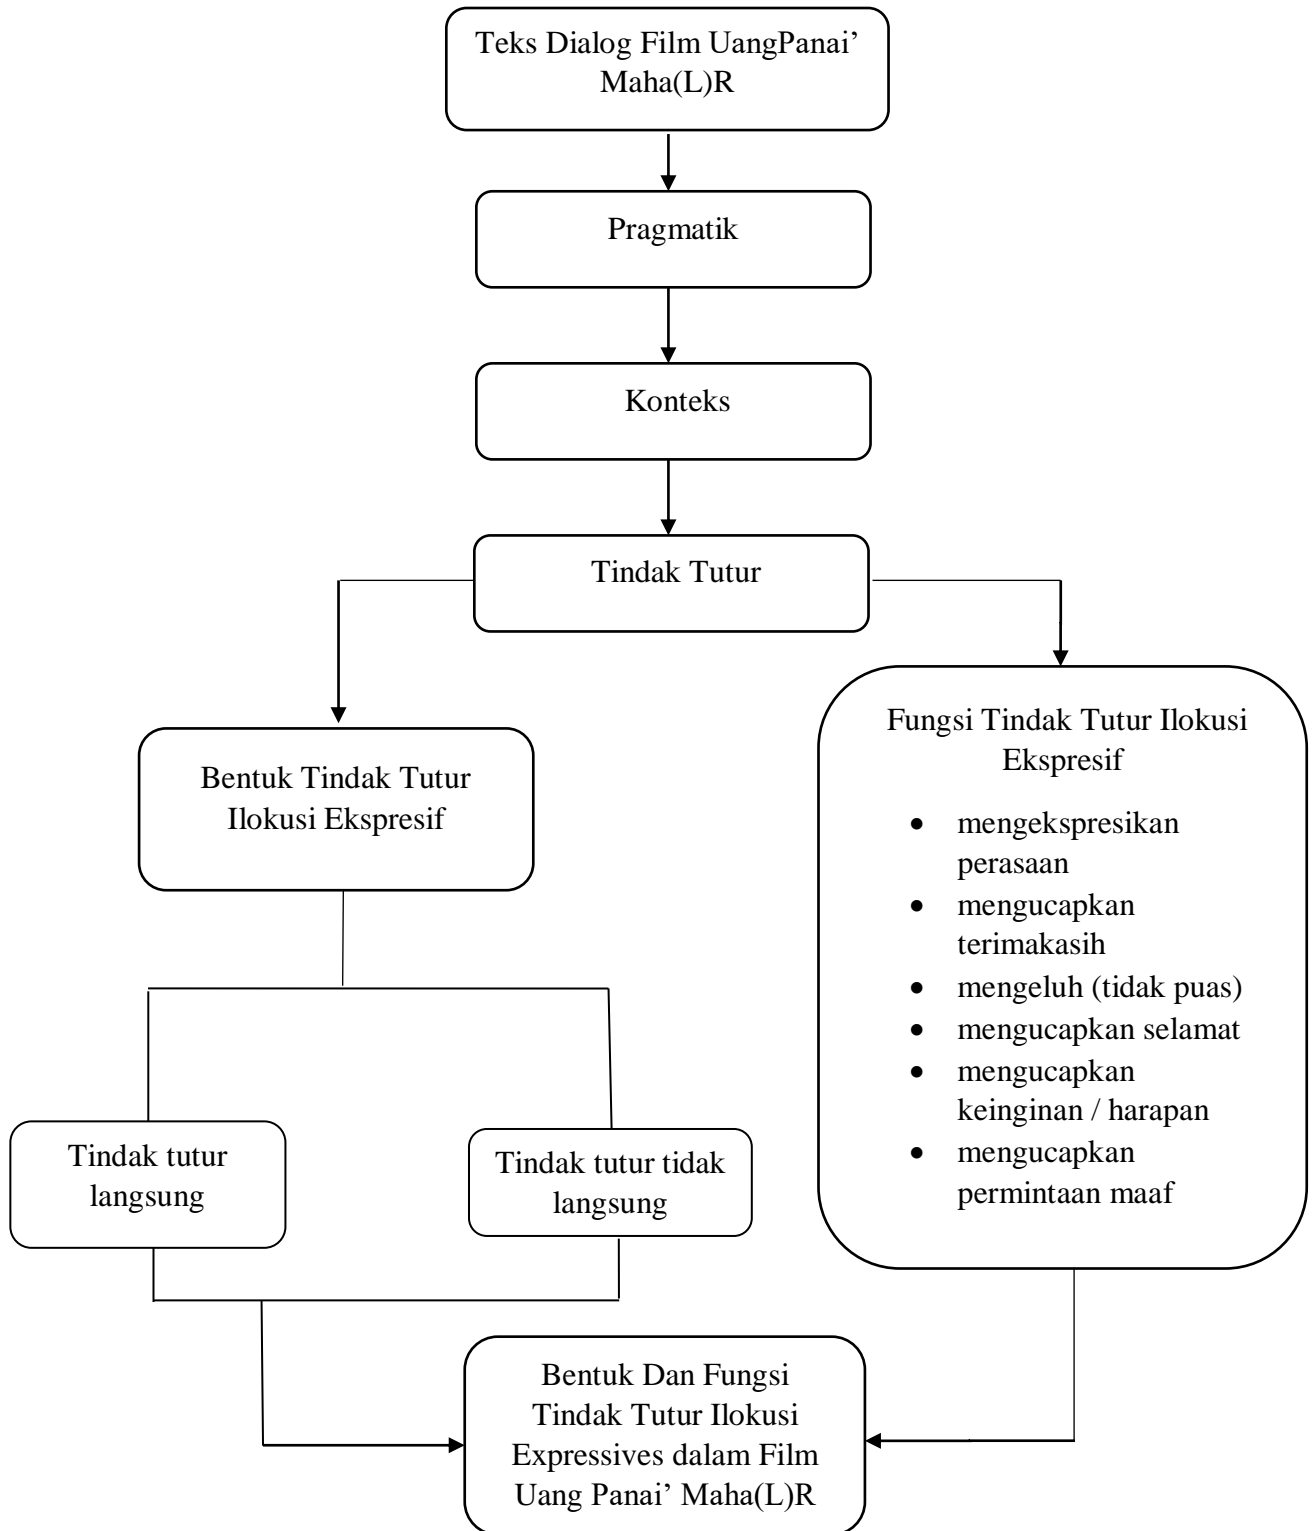 Teks Dialog Film UangPanai’
Maha(L)R
Pragmatik
Konteks
Tindak Tutur
Bentuk Tindak Tutur
Ilokusi Ekspresif
Fungsi Tindak Tutur Ilokusi
Ekspresif
• mengekspresikan
perasaan
• mengucapkan
terimakasih
• mengeluh (tidak puas)
• mengucapkan selamat
• mengucapkan
keinginan / harapan
• mengucapkan
permintaan maaf
Tindak tutur
langsung
Tindak tutur tidak
langsung
Bentuk Dan Fungsi
Tindak Tutur Ilokusi
Expressives dalam Film
Uang Panai’ Maha(L)R